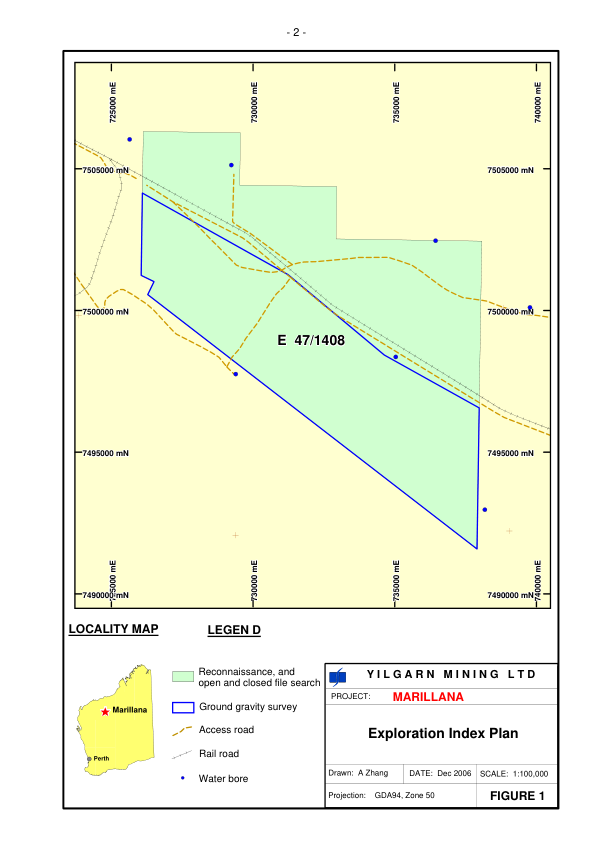 - 2 -
725000 mE
730000 mE
735000 mE
740000 mE
7505000 mN
7505000 mN
7500000 mN
7500000 mN
E 47/1408
7495000 mN
7495000 mN
7490000 mN
7490000 mN
725000 mE
730000 mE
735000 mE
740000 mE
LOCALITY MAP
LEGEN D
Marillana
Perth
Reconnaissance, and
open and closed file search
Ground gravity survey
Access road
Rail road
Water bore
YILGARN MINING LTD
PROJECT: MARILLANA
Exploration Index Plan
Drawn: A Zhang
DATE: Dec 2006
SCALE: 1:100,000
Projection: GDA94, Zone 50
FIGURE 1